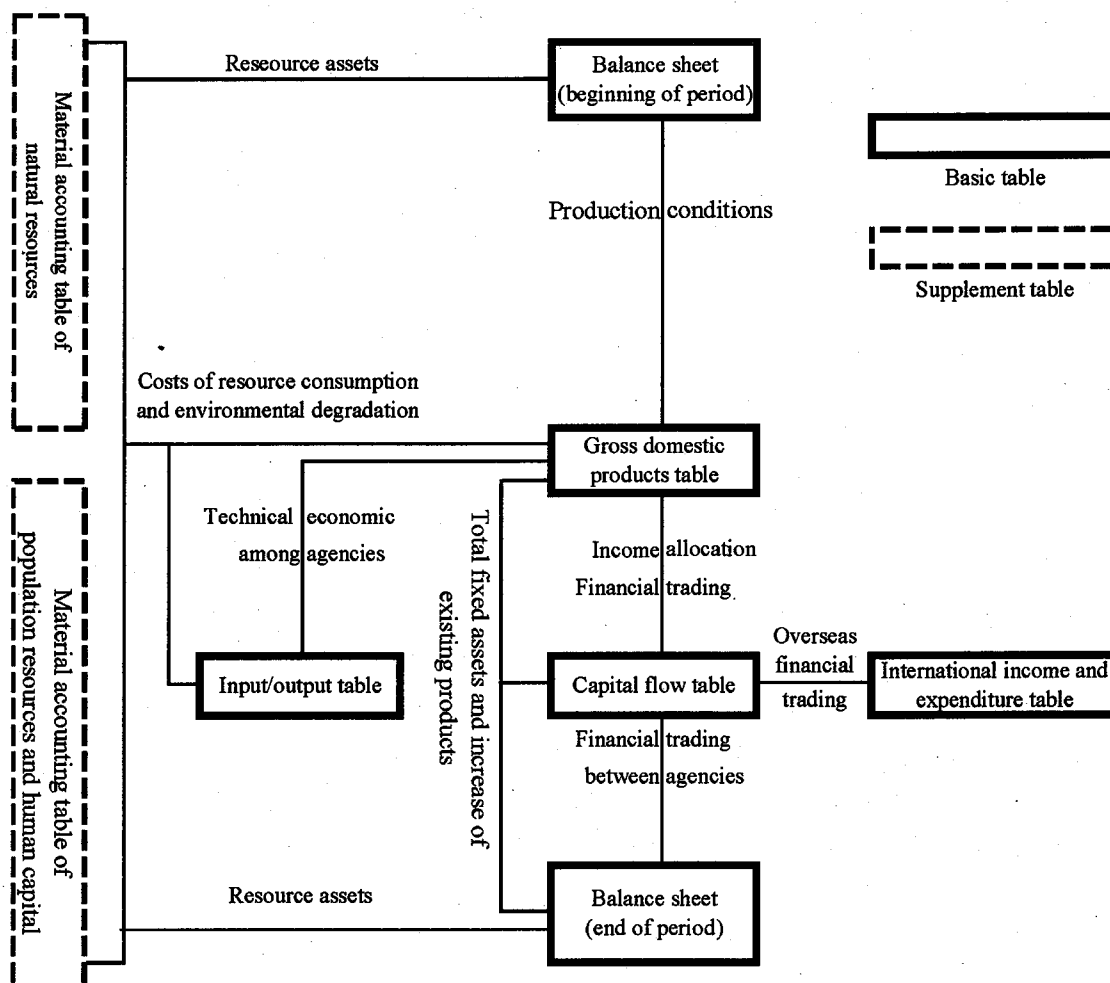 Reseource assets
Balance sheet
(beginning of period)
Material accounting table of
natural resources
Basic table
Production conditions
Supplement table
Costs of resource consumption
and environmental degradation
Gross domestic
products table
Technical economic
among agencies
Total fixed assets and increase of
existing products
Income allocation
Financial trading
Material accounting table of
population resources and human capital
Input/output table
Capital flow table
Overseas
financial
trading
International income and
expenditure table
Financial trading
between agencies
Resource assets
Balance sheet
(end of period)